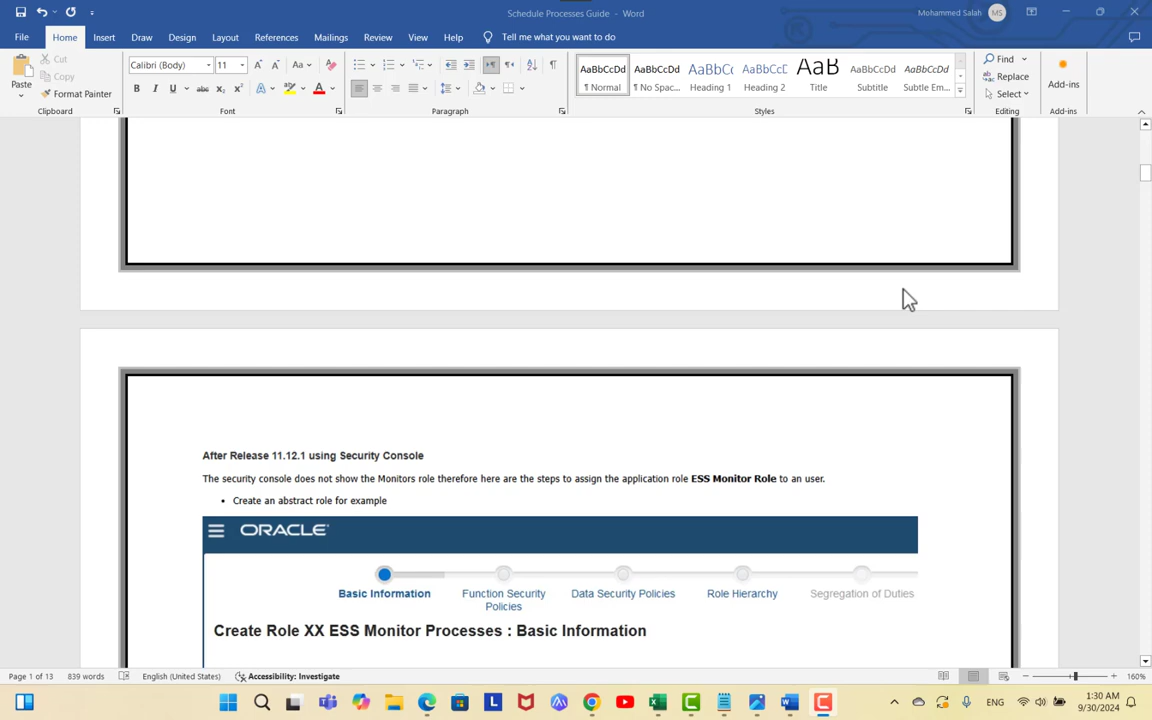 Schedule Processes Guide - Word
Mohammed Salah MS
File Home Insert Draw Design Layout References Mailings Review View Help Tell me what you want to do
Paste
Cut
Copy
Format Painter
Clipboard
Calibri (Body) 11
Font
Paragraph
AaBbCcDd ¶ Normal
AaBbCcDd ¶ No Spac...
AaBbCc Heading 1
AaBbCcD Heading 2
AaB Title
AaBbCcD Subtitle
AaBbCcDd Subtle Em...
Styles
Find
Replace
Select
Editing
Add-ins
Add-ins
After Release 11.12.1 using Security Console
The security console does not show the Monitors role therefore here are the steps to assign the application role ESS Monitor Role to an user.
• Create an abstract role for example
ORACLE
Basic Information
Function Security Policies
Data Security Policies
Role Hierarchy
Segregation of Duties
Create Role XX ESS Monitor Processes : Basic Information
Page 1 of 13 839 words English (United States) Accessibility: Investigate 160%
ENG 1:30 AM
9/30/2024